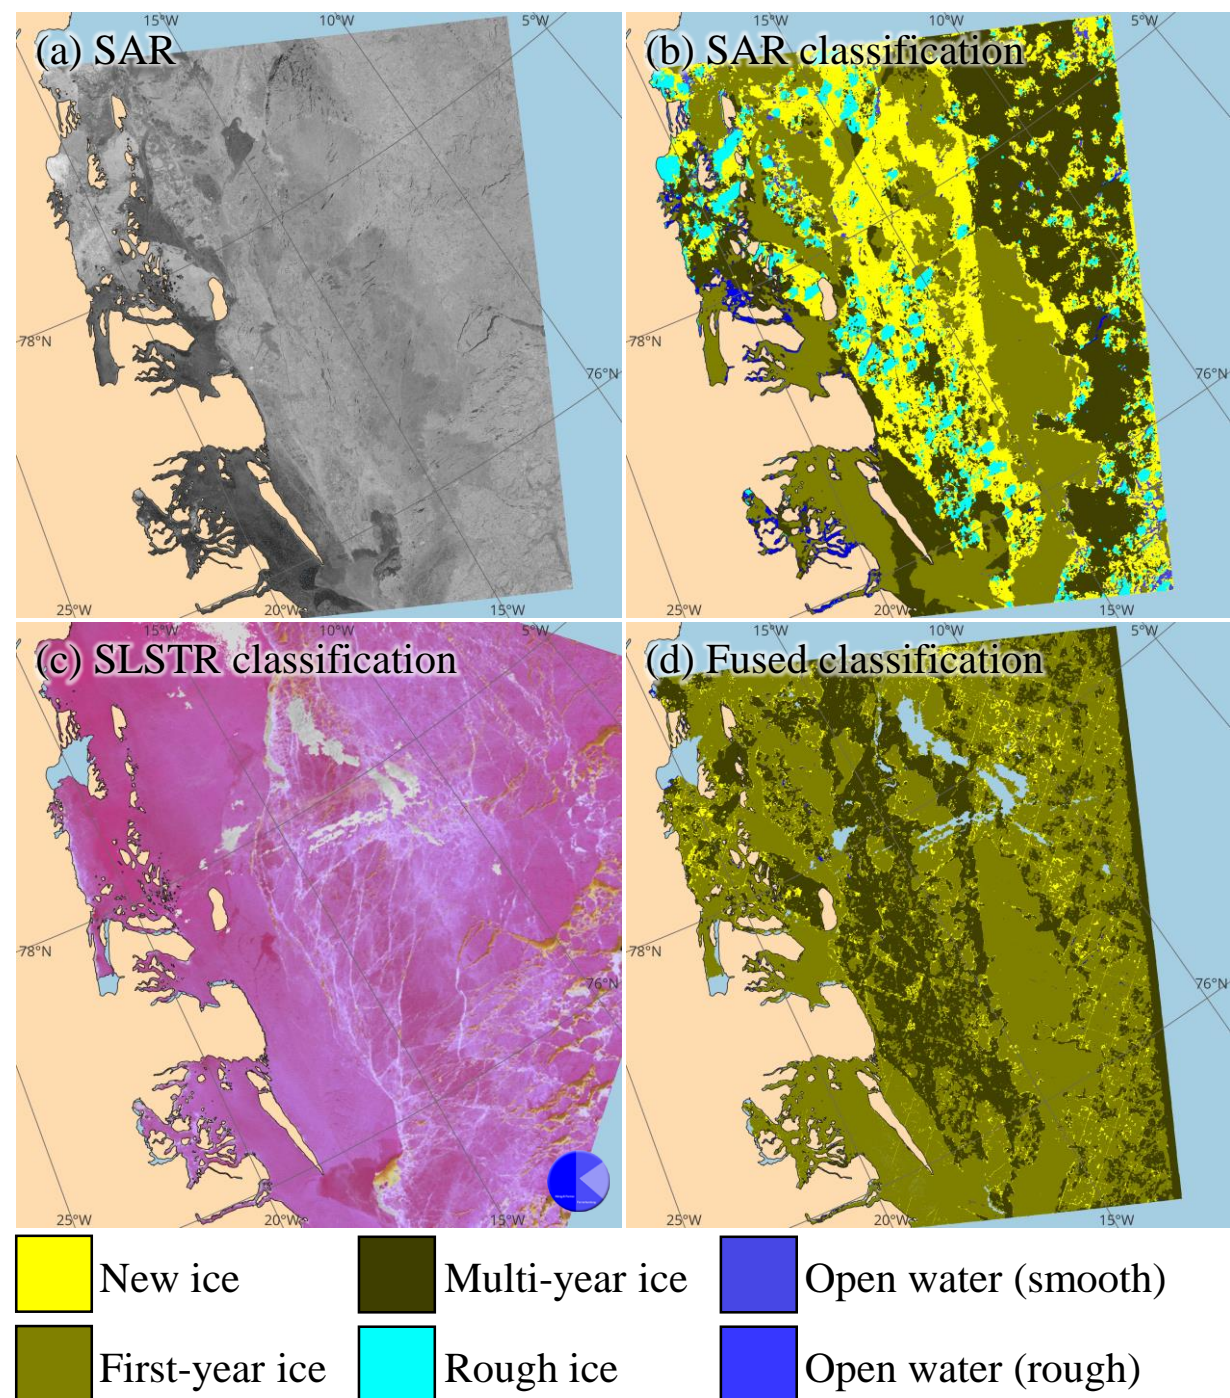 15°W 10°W 5°W
(a) SAR
78°N
76°N
25°W 20°W 15°W
15°W 10°W 5°W
(b) SAR classification
78°N
76°N
25°W 20°W 15°W
15°W 10°W 5°W
(c) SLSTR classification
78°N
76°N
25°W 20°W 15°W
15°W 10°W 5°W
(d) Fused classification
78°N
76°N
25°W 20°W 15°W
New ice
Multi-year ice
Open water (smooth)
First-year ice
Rough ice
Open water (rough)